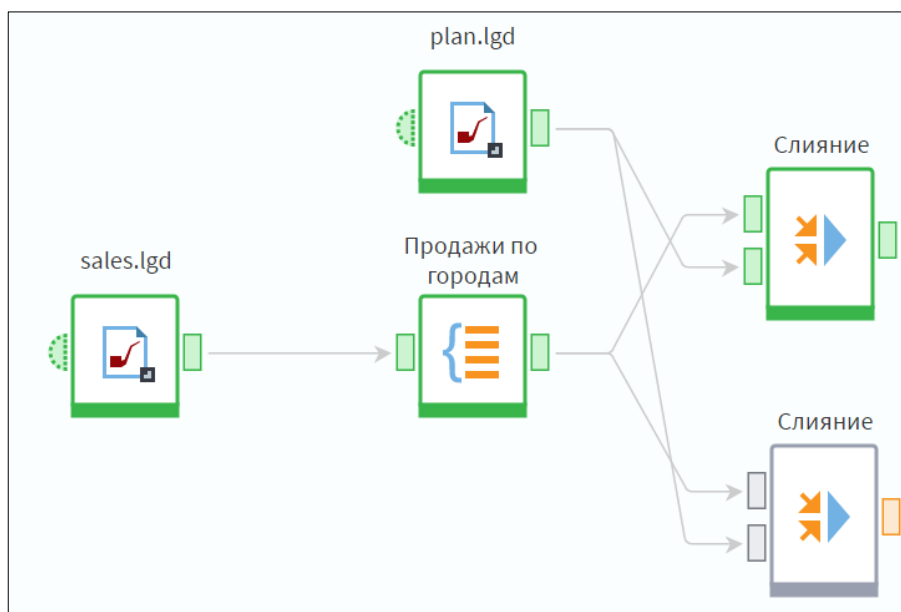 plan.lgd
Слияние
sales.lgd
Продажи по
городам
Слияние